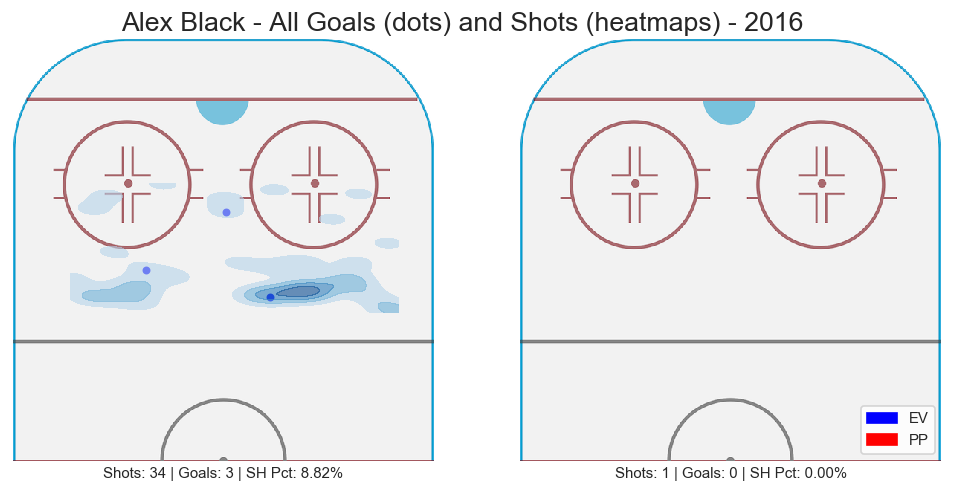 Alex Black - All Goals (dots) and Shots (heatmaps) - 2016
EV
PP
Shots: 34 | Goals: 3 | SH Pct: 8.82%
Shots: 1 | Goals: 0 | SH Pct: 0.00%